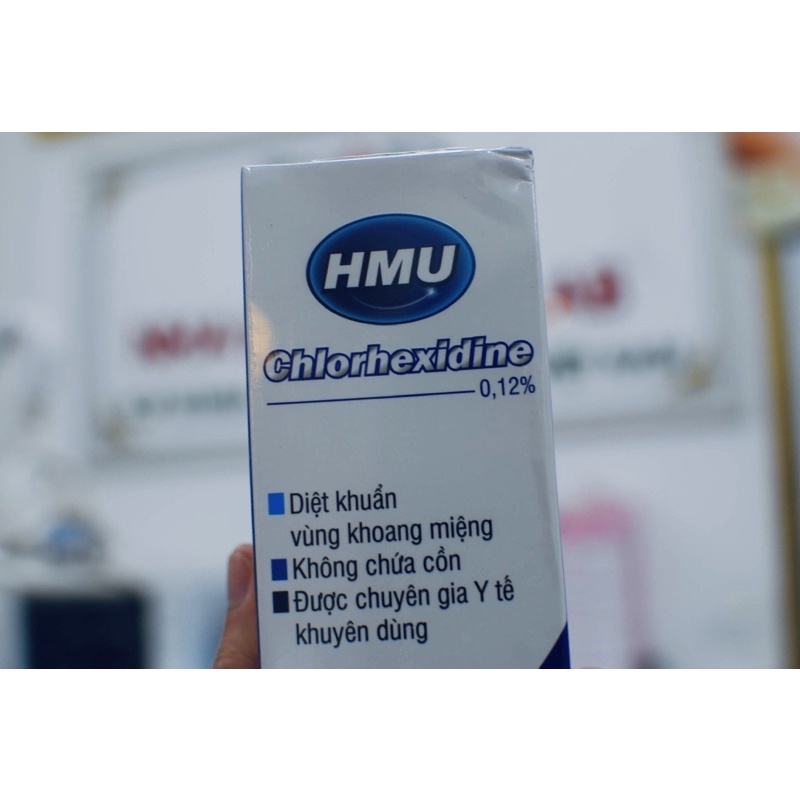 HMU
Chlorhexidine
0,12%
Diệt khuẩn
vùng khoang miệng
Không chứa cồn
Được chuyên gia Y tế
khuyên dùng